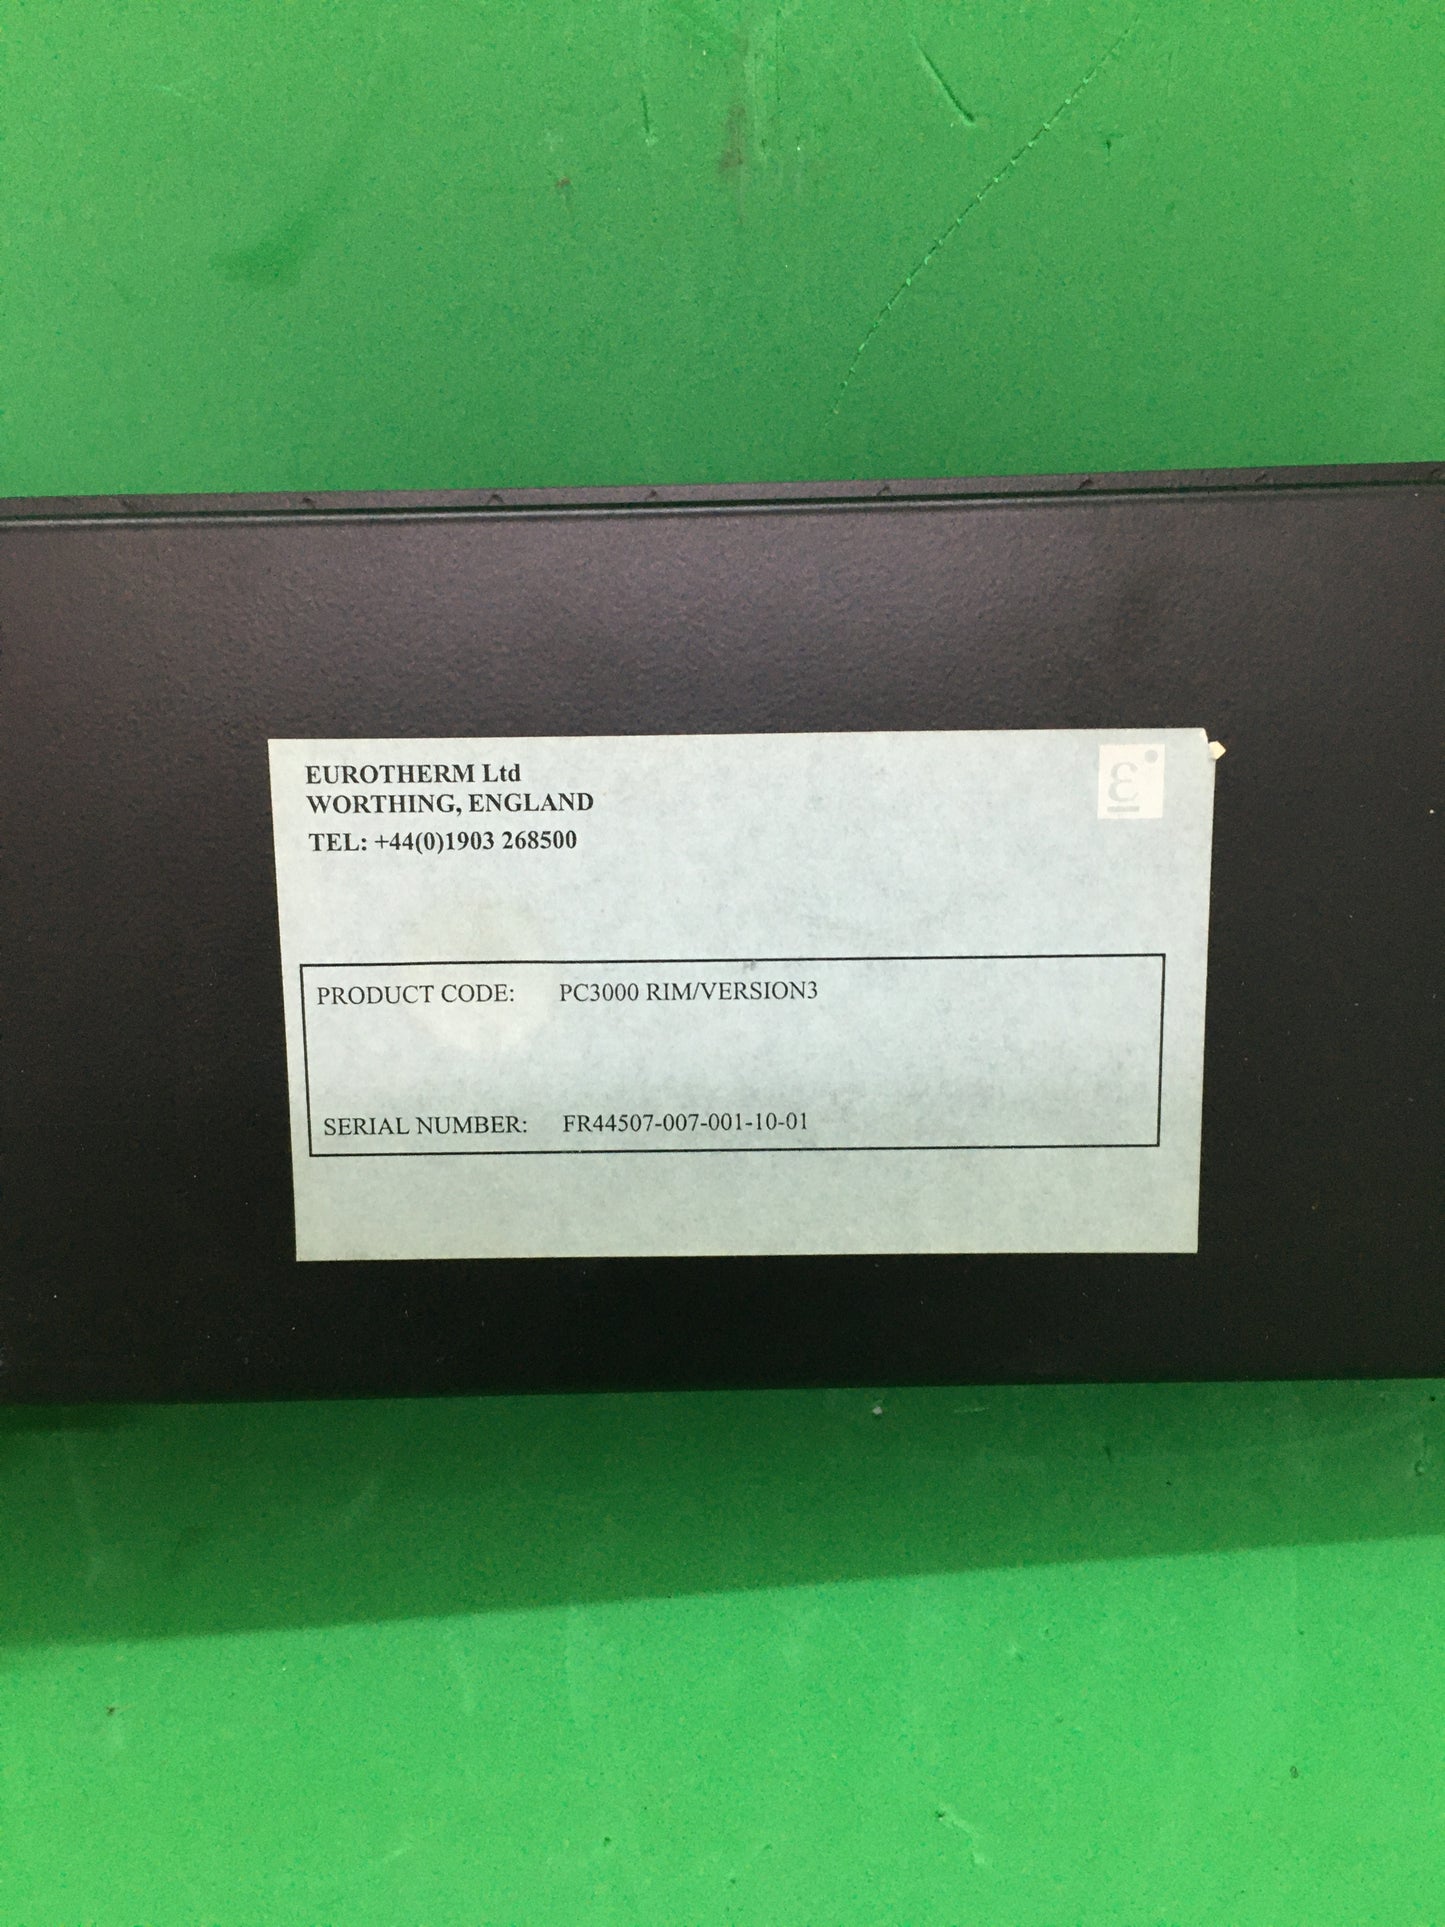 EUROTHERM Ltd
WORTHING, ENGLAND
TEL: +44(0)1903 268500
ε
PRODUCT CODE: PC3000 RIM/VERSION3
SERIAL NUMBER: FR44507-007-001-10-01